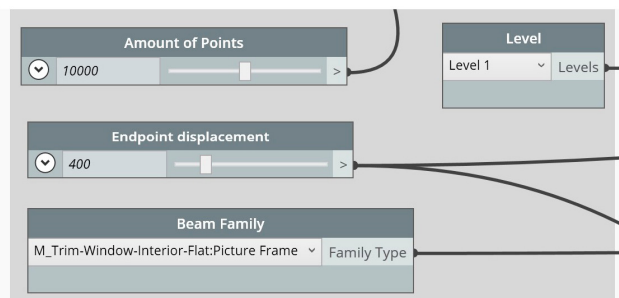 Amount of Points
10000
>
Level
Level 1
Levels
Endpoint displacement
400
>
Beam Family
M_Trim-Window-Interior-Flat:Picture Frame
Family Type